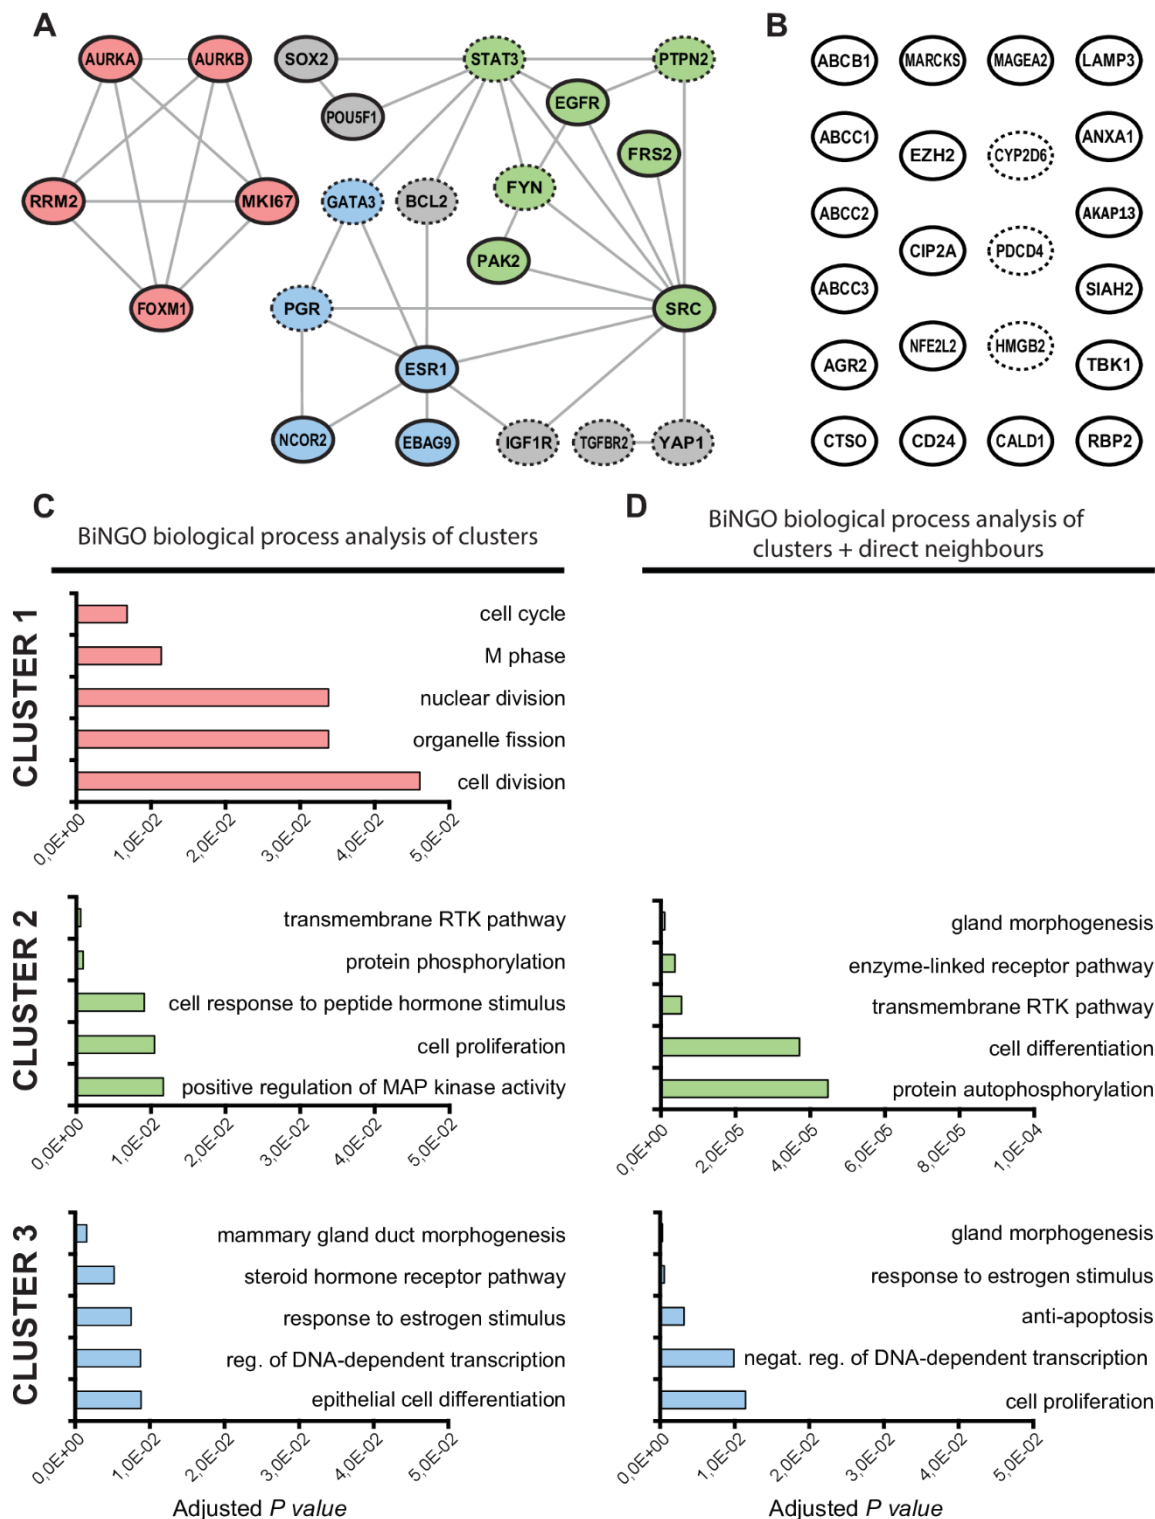 A
AURKA
AURKB
SOX2
STAT3
PTPN2
POU5F1
EGFR
FRS2
RRM2
MKI67
GATA3
BCL2
FYN
PAK2
FOXM1
PGR
SRC
ESR1
NCOR2
EBAG9
IGF1R
TGFBR2
YAP1
B
ABCB1
MARCKS
MAGEA2
LAMP3
ABCC1
EZH2
CYP2D6
ANXA1
ABCC2
CIP2A
PDCD4
AKAP13
ABCC3
NFE2L2
HMGB2
SIAH2
AGR2
TBK1
CTSO
CD24
CALD1
RBP2
C
BiNGO biological process analysis of clusters
D
BiNGO biological process analysis of
clusters + direct neighbours
CLUSTER 1
cell cycle
M phase
nuclear division
organelle fission
cell division
0,0E+00
1,0E-02
2,0E-02
3,0E-02
4,0E-02
5,0E-02
CLUSTER 2
transmembrane RTK pathway
protein phosphorylation
cell response to peptide hormone stimulus
cell proliferation
positive regulation of MAP kinase activity
0,0E+00
1,0E-02
2,0E-02
3,0E-02
4,0E-02
5,0E-02
gland morphogenesis
enzyme-linked receptor pathway
transmembrane RTK pathway
cell differentiation
protein autophosphorylation
0,0E+00
2,0E-05
4,0E-05
6,0E-05
8,0E-05
1,0E-04
CLUSTER 3
mammary gland duct morphogenesis
steroid hormone receptor pathway
response to estrogen stimulus
reg. of DNA-dependent transcription
epithelial cell differentiation
0,0E+00
1,0E-02
2,0E-02
3,0E-02
4,0E-02
5,0E-02
Adjusted P value
gland morphogenesis
response to estrogen stimulus
anti-apoptosis
negat. reg. of DNA-dependent transcription
cell proliferation
0,0E+00
1,0E-02
2,0E-02
3,0E-02
4,0E-02
5,0E-02
Adjusted P value